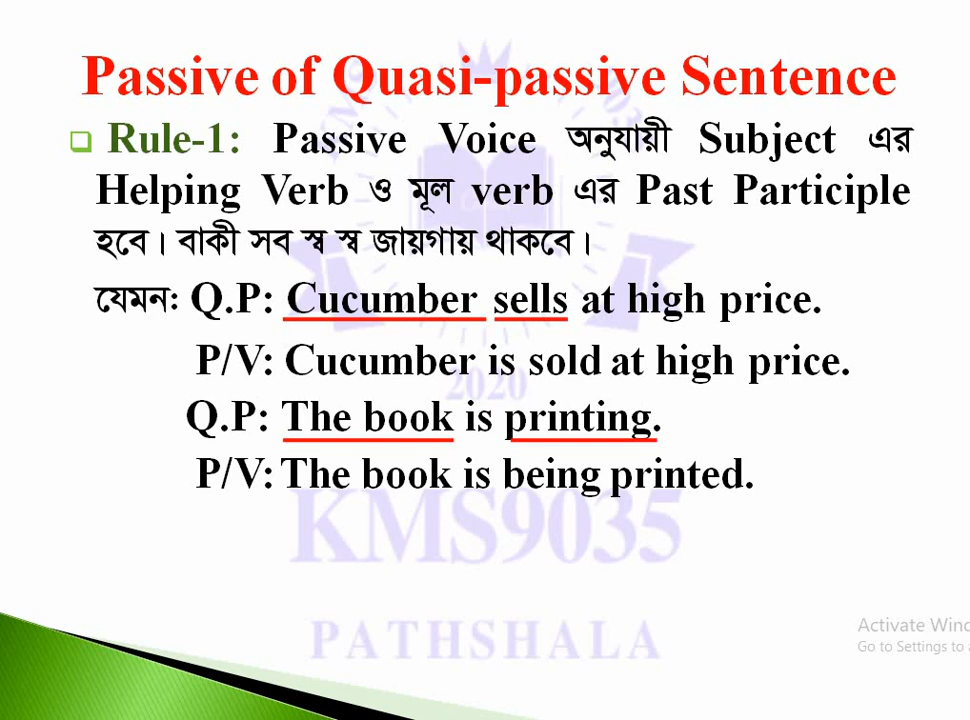 Passive of Quasi-passive Sentence
Rule-1: Passive Voice অনুযায়ী Subject এর
Helping Verb ও মূল verb এর Past Participle
হবে। বাকী সব স্ব স্ব জায়গায় থাকবে।
যেমনঃ Q.P: Cucumber sells at high price.
P/V: Cucumber is sold at high price.
2020
Q.P: The book is printing.
P/V: The book is being printed.
KMS9035
PATHSHALA
Activate Wind
Go to Settings to a